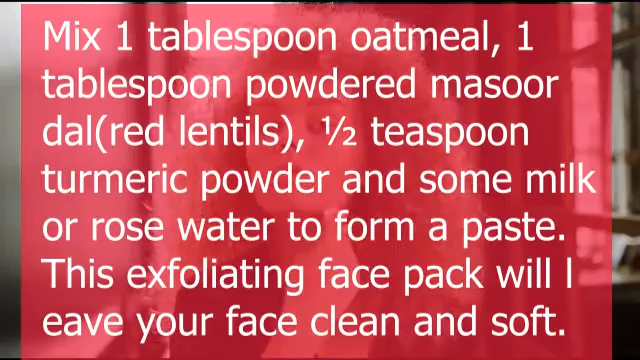 Mix 1 tablespoon oatmeal, 1
tablespoon powdered masoor
dal(red lentils), ½ teaspoon
turmeric powder and some milk
or rose water to form a paste.
This exfoliating face pack will l
eave your face clean and soft.